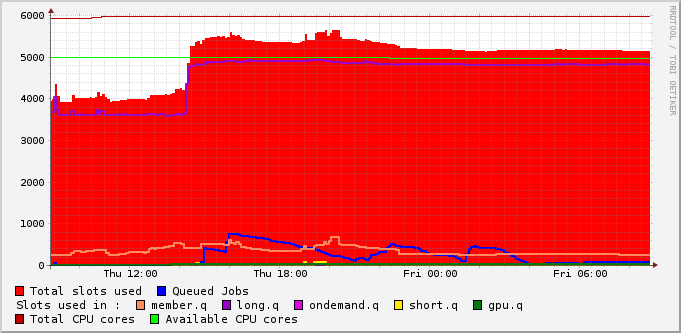 6000
5000
4000
3000
2000
1000
0
Thu 12:00 Thu 18:00 Fri 00:00 Fri 06:00
Total slots used Queued Jobs
Slots used in : member.q long.q ondemand.q short.q gpu.q
Total CPU cores Available CPU cores
RRDTOOL / TOBI OETIKER